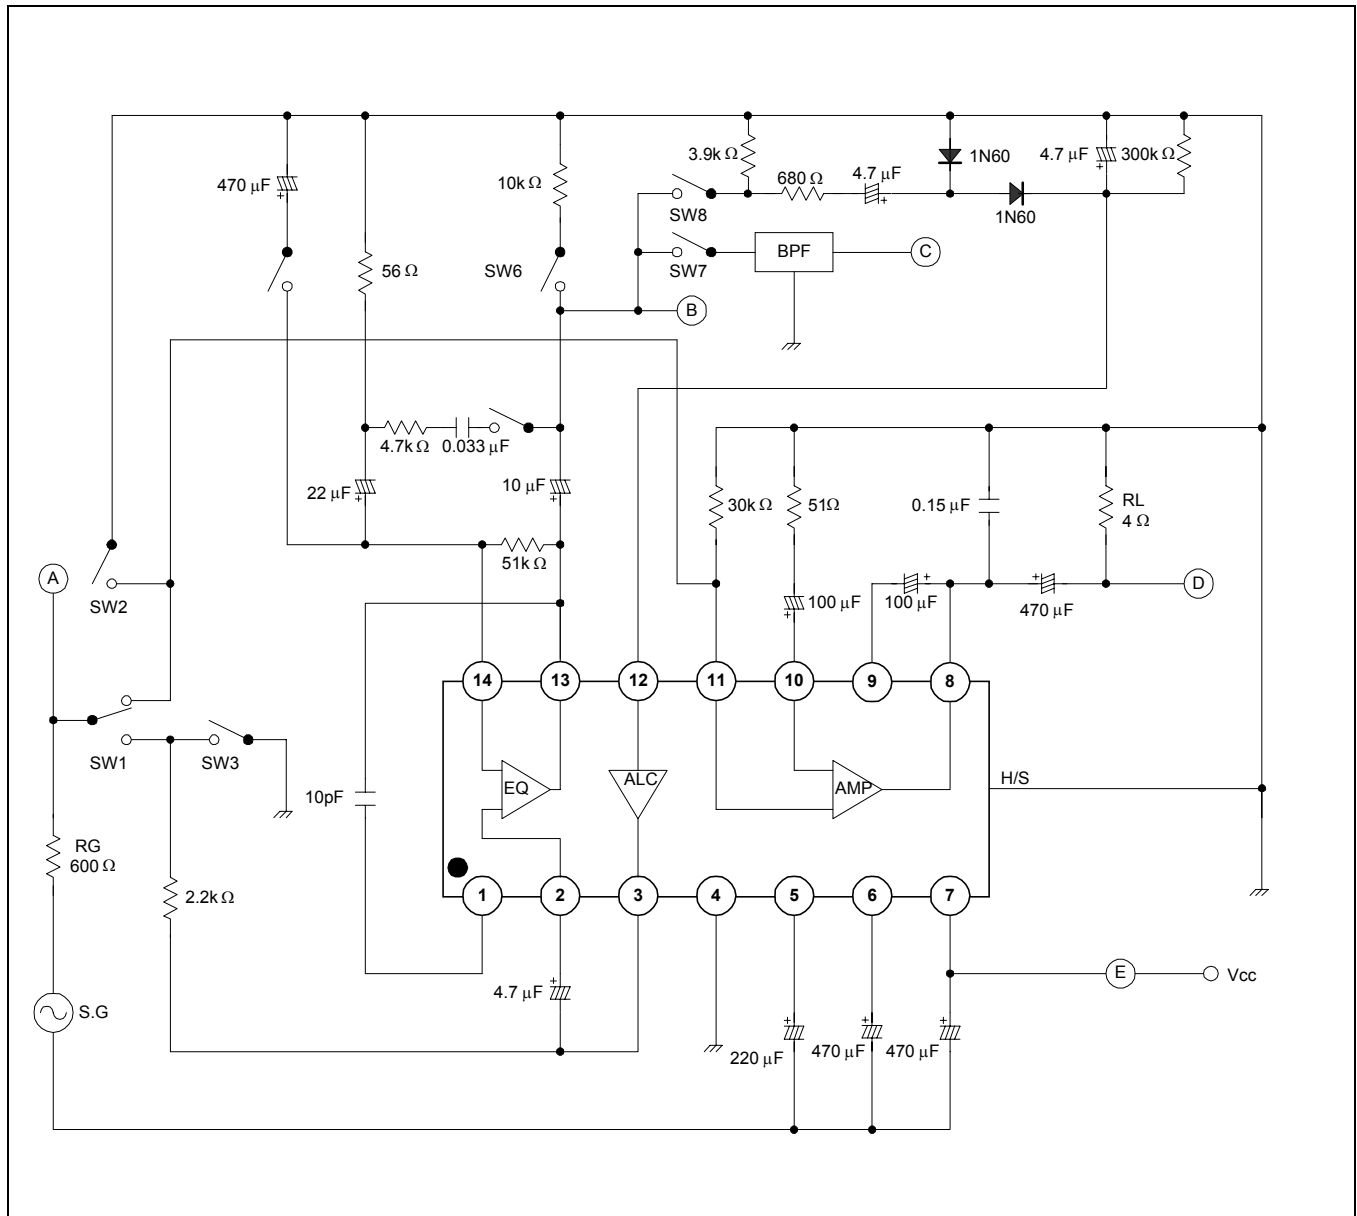 470 µF
10k Ω
3.9k Ω
680 Ω
4.7 µF
1N60
4.7 µF
300k Ω
1N60
SW8
56 Ω
SW6
SW7
BPF
C
B
4.7k Ω
0.033 µF
22 µF
10 µF
30k Ω
51Ω
0.15 µF
RL
4 Ω
51k Ω
A
SW2
100 µF
100 µF
470 µF
D
14
13
12
11
10
9
8
SW1
SW3
EQ
ALC
AMP
H/S
10pF
RG
600 Ω
2.2k Ω
1
2
3
4
5
6
7
E
Vcc
4.7 µF
S.G
220 µF
470 µF
470 µF